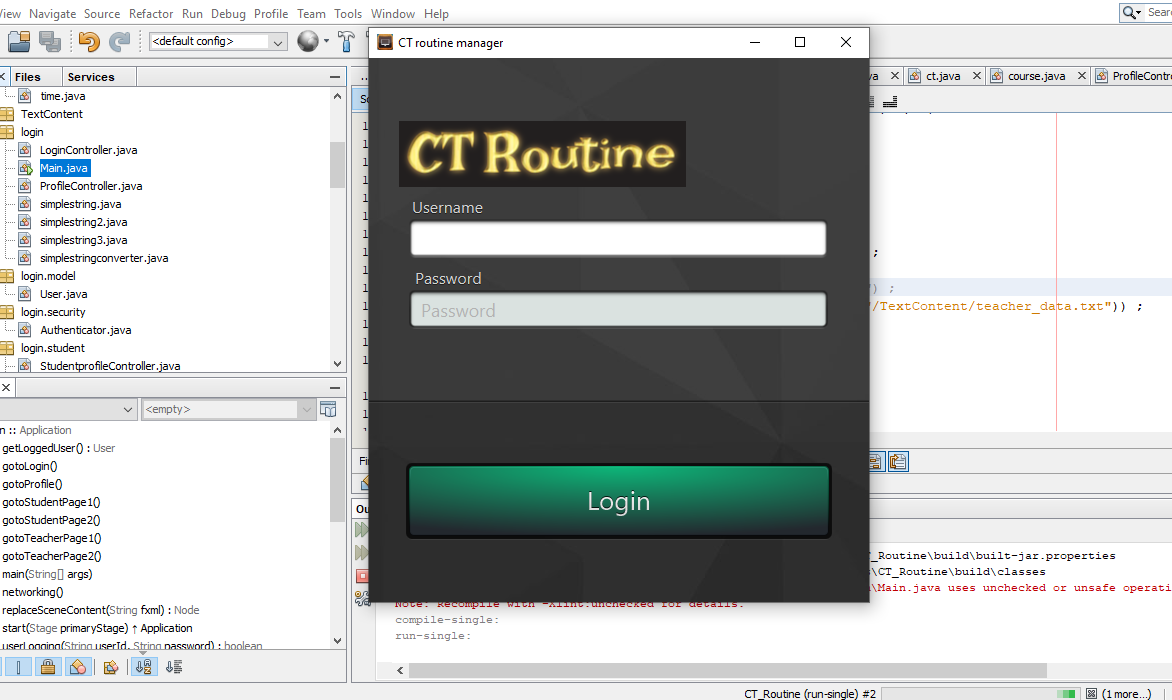 View Navigate Source Refactor Run Debug Profile Team Tools Window Help
Sear
<default config>
CT routine manager
Files Services
va ct.java course.java ProfileContro
time.java
TextContent
login
LoginController.java
Main.java
ProfileController.java
simplestring.java
simplestring2.java
simplestring3.java
simplestringconverter.java
login.model
User.java
login.security
Authenticator.java
login.student
StudentprofileController.java
CT Routine
Username
Password
Password
Login
;
") ;
"/TextContent/teacher_data.txt")) ;
<empty>
n :: Application
getLoggedUser() : User
gotoLogin()
gotoProfile()
gotoStudentPage1()
gotoStudentPage2()
gotoTeacherPage1()
gotoTeacherPage2()
main(String[] args)
networking()
replaceSceneContent(String fxml) : Node
start(Stage primaryStage) ↑ Application
userLogging(String userId, String password) : boolean
Fi
Ou
_Routine\build\built-jar.properties
\CT_Routine\build\classes
\Main.java uses unchecked or unsafe operati
Note: Recompile with -Xlint:unchecked for details.
compile-single:
run-single:
CT_Routine (run-single) #2 (1 more...)